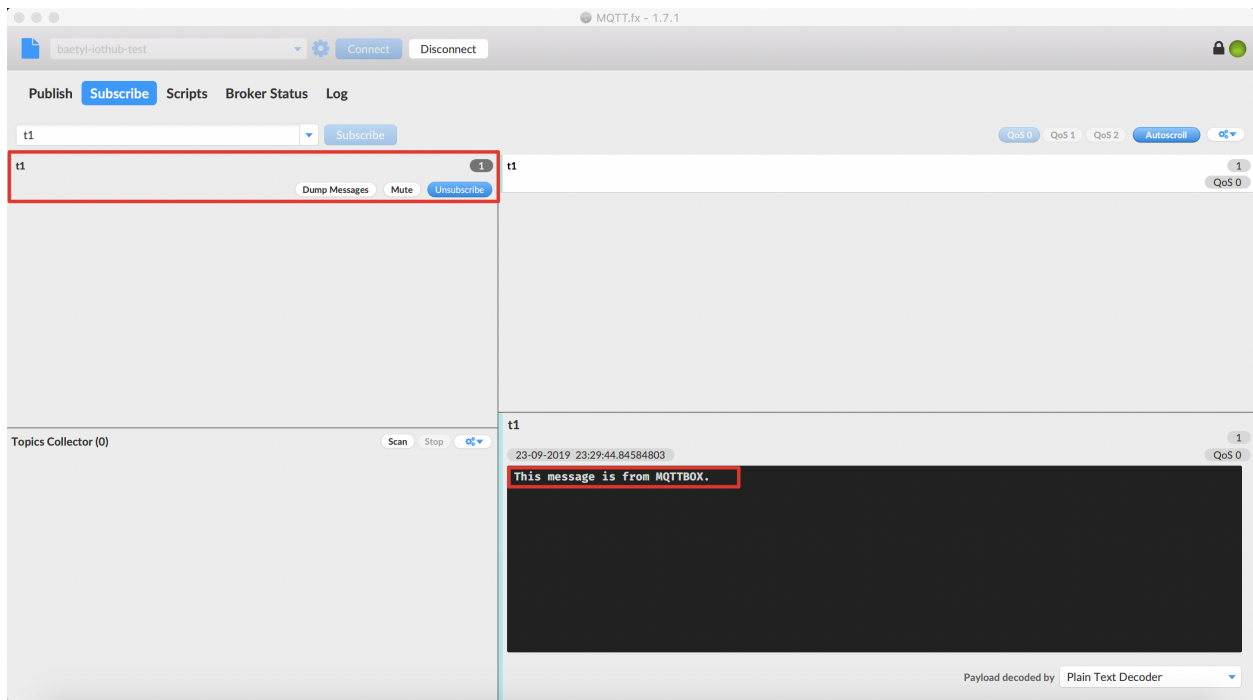 MQTT.fx - 1.7.1
baetyl-iothub-test Connect Disconnect
Publish Subscribe Scripts Broker Status Log
t1 Subscribe QoS 0 QoS 1 QoS 2 Autoscroll
t1 1
Dump Messages Mute Unsubscribe
t1 1
QoS 0
Topics Collector (0) Scan Stop
t1
1
23-09-2019 23:29:44.84584803 QoS 0
This message is from MQTTBOX.
Payload decoded by Plain Text Decoder